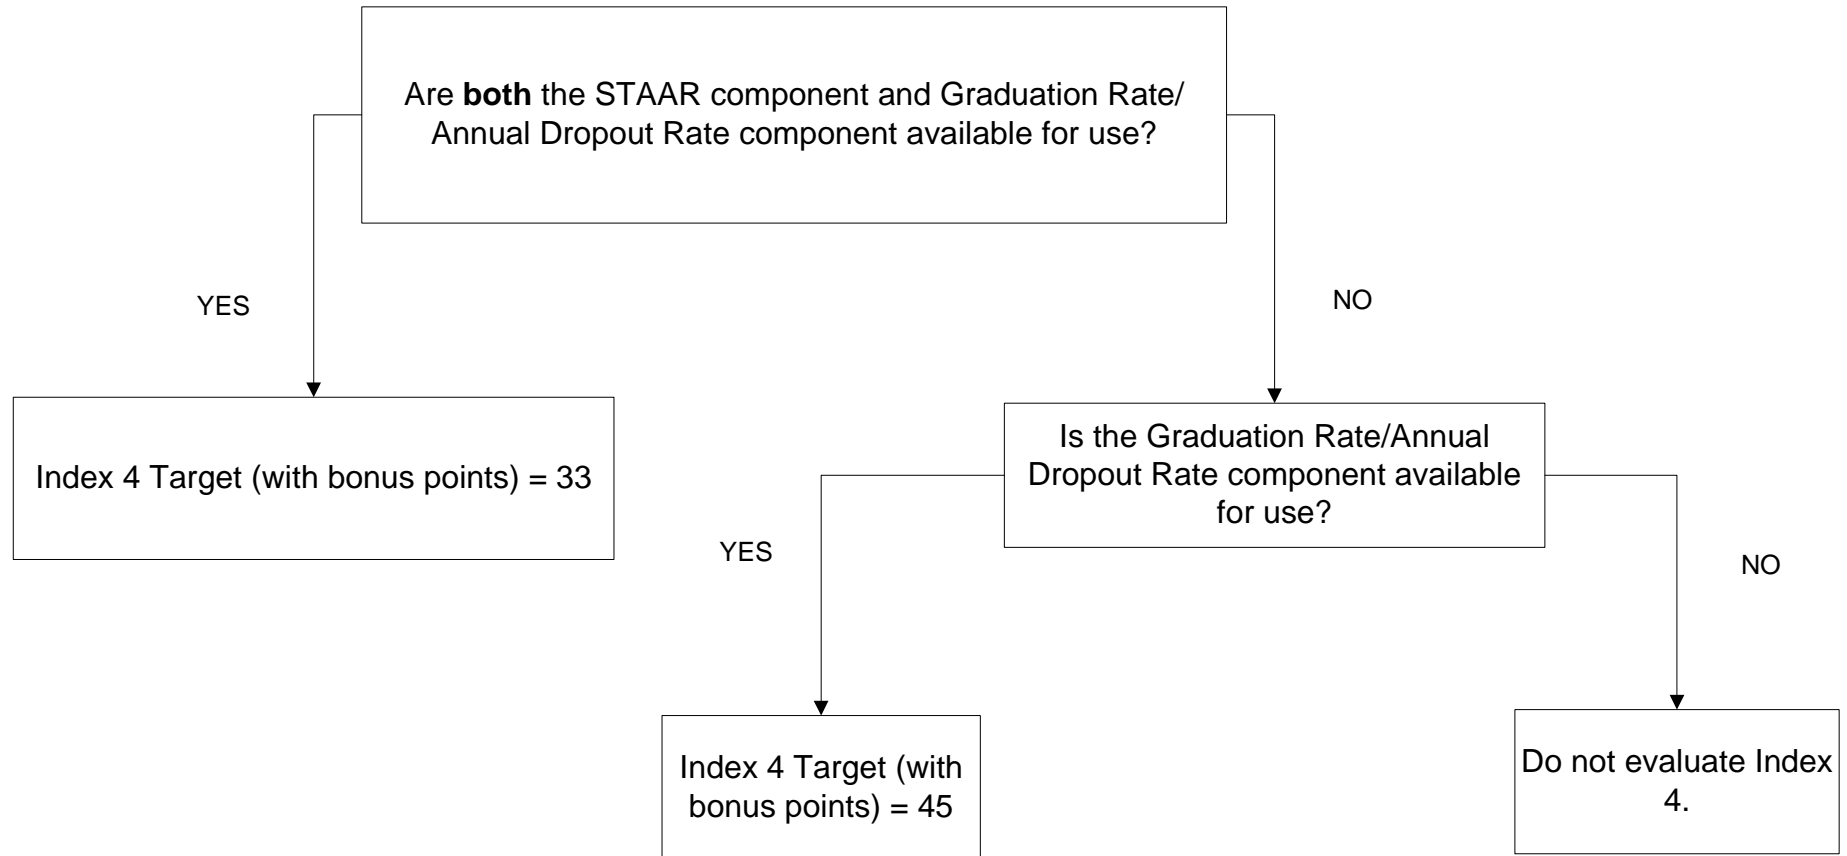 Are both the STAAR component and Graduation Rate/
Annual Dropout Rate component available for use?
YES
NO
Index 4 Target (with bonus points) = 33
Is the Graduation Rate/Annual
Dropout Rate component available
for use?
YES
NO
Index 4 Target (with
bonus points) = 45
Do not evaluate Index
4.